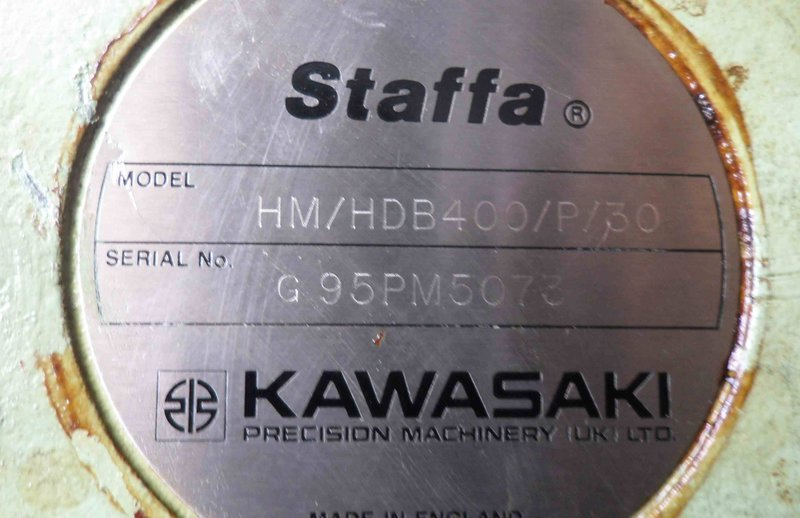 Staffa ®
MODEL
HM/HDB400/P/30
SERIAL No.
G 95PM5073
KAWASAKI
PRECISION MACHINERY (UK) LTD.
MADE IN ENGLAND